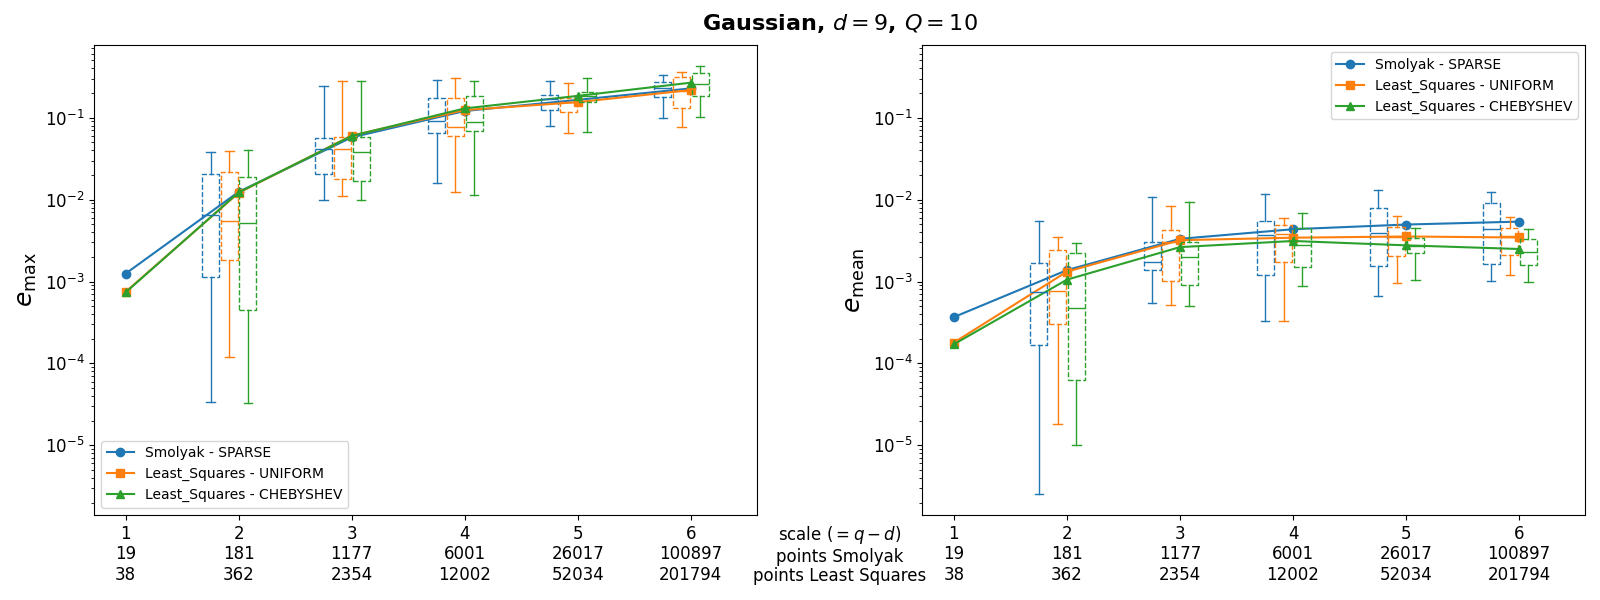 Gaussian, d = 9, Q = 10
e_max
10^-1
10^-2
10^-3
10^-4
10^-5
Smolyak - SPARSE
Least_Squares - UNIFORM
Least_Squares - CHEBYSHEV
1 2 3 4 5 6
19 181 1177 6001 26017 100897
38 362 2354 12002 52034 201794
scale (= q − d)
points Smolyak
points Least Squares
e_mean
10^-1
10^-2
10^-3
10^-4
10^-5
Smolyak - SPARSE
Least_Squares - UNIFORM
Least_Squares - CHEBYSHEV
1 2 3 4 5 6
19 181 1177 6001 26017 100897
38 362 2354 12002 52034 201794